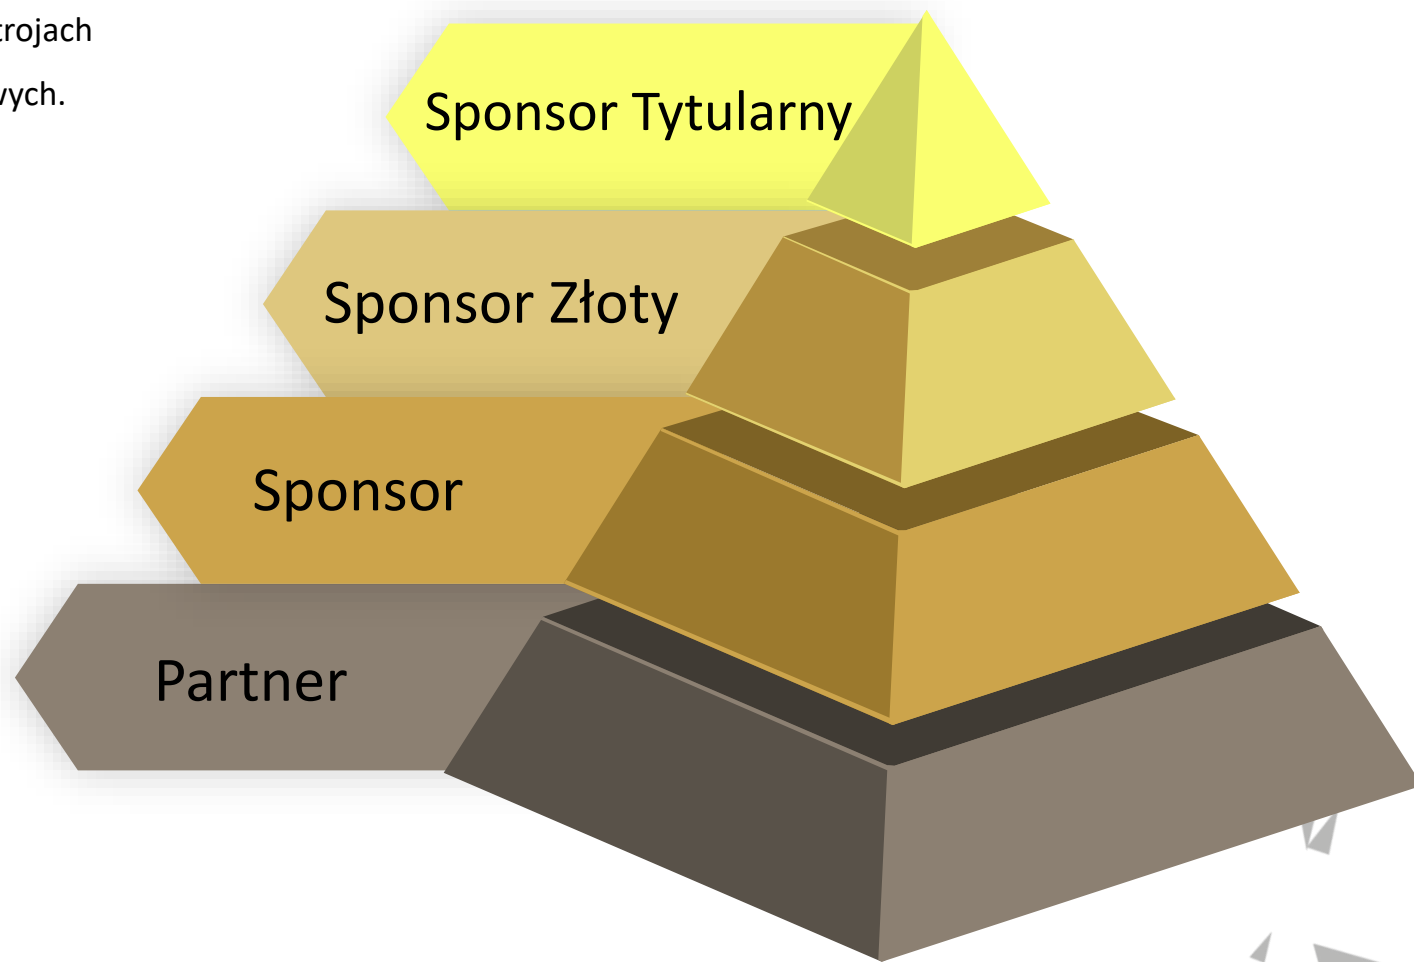 trojach
wych.
Sponsor Tytularny
Sponsor Złoty
Sponsor
Partner